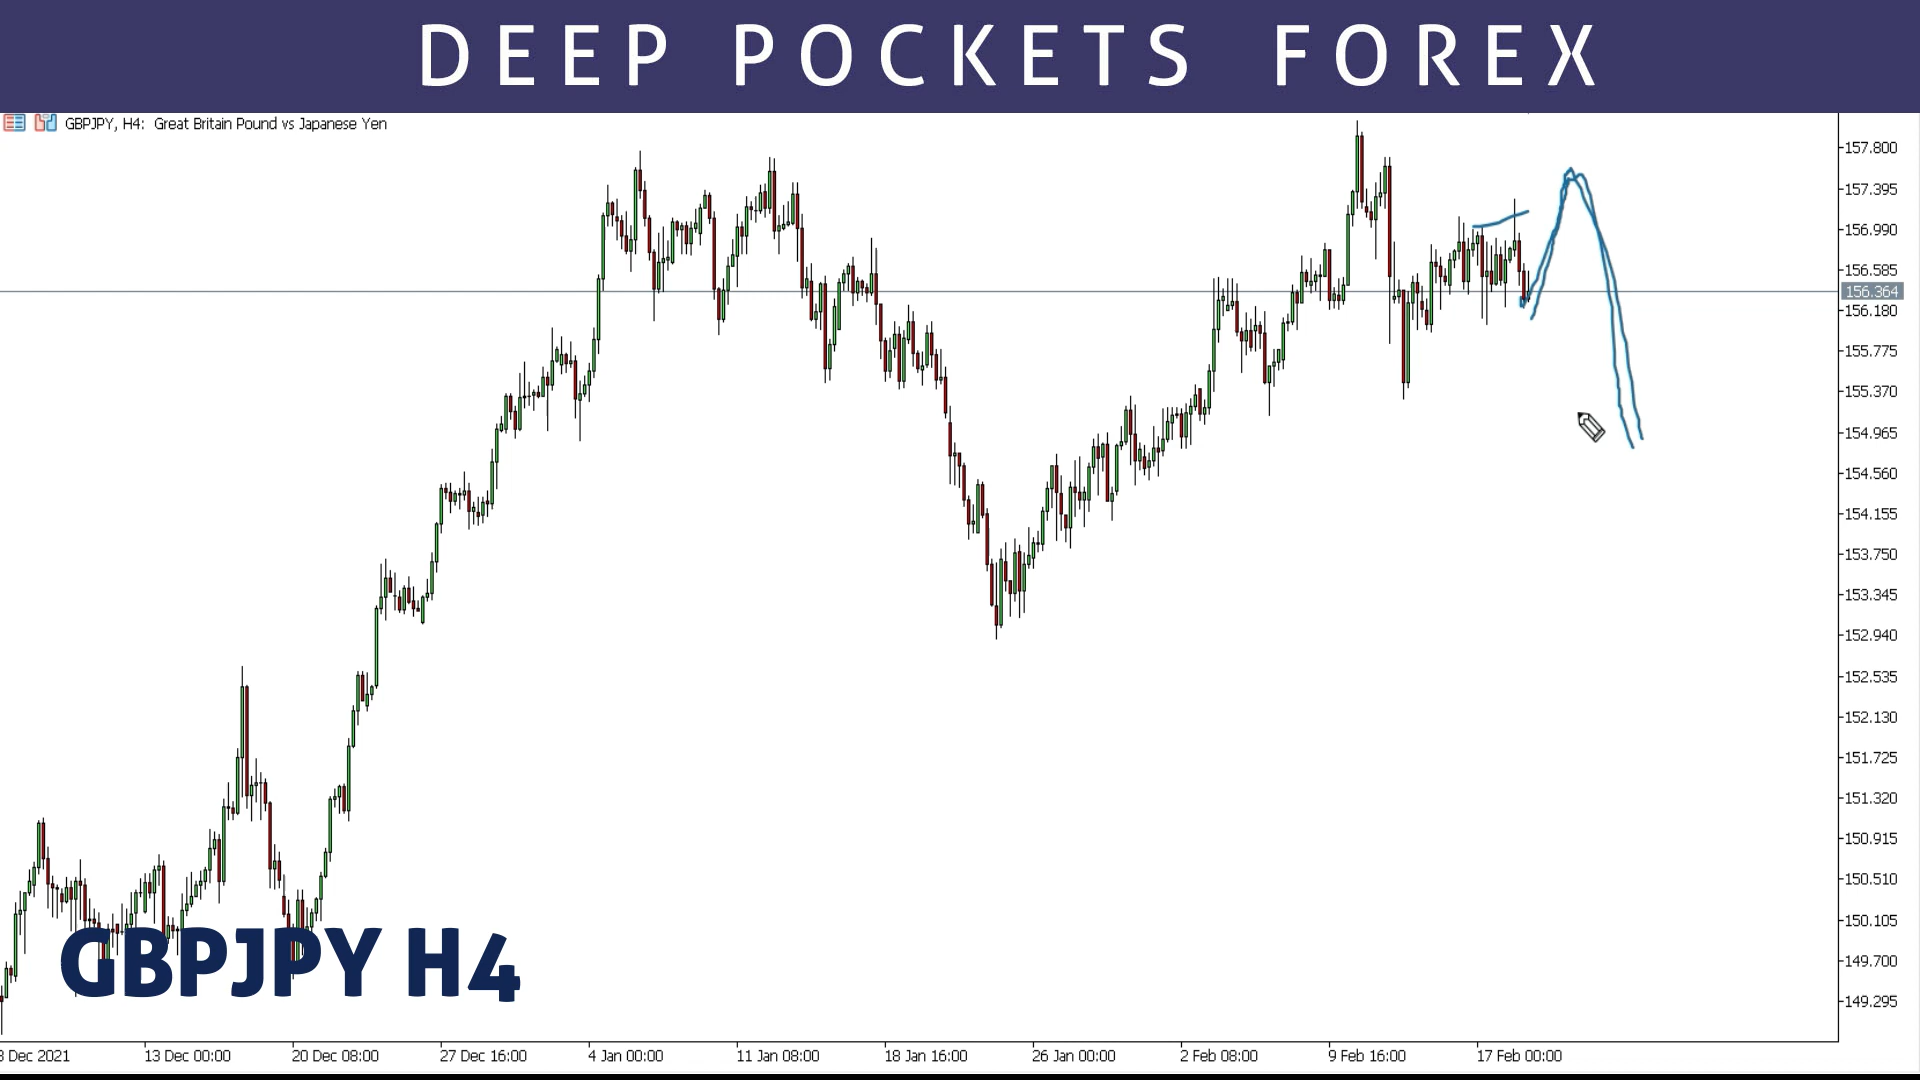 DEEP POCKETS FOREX
GBPJPY, H4: Great Britain Pound vs Japanese Yen
157.800
157.395
156.990
156.585
156.364
156.180
155.775
155.370
154.965
154.560
154.155
153.750
153.345
152.940
152.535
152.130
151.725
151.320
150.915
150.510
150.105
149.700
149.295
GBPJPY H4
Dec 2021
13 Dec 00:00
20 Dec 08:00
27 Dec 16:00
4 Jan 00:00
11 Jan 08:00
18 Jan 16:00
26 Jan 00:00
2 Feb 08:00
9 Feb 16:00
17 Feb 00:00